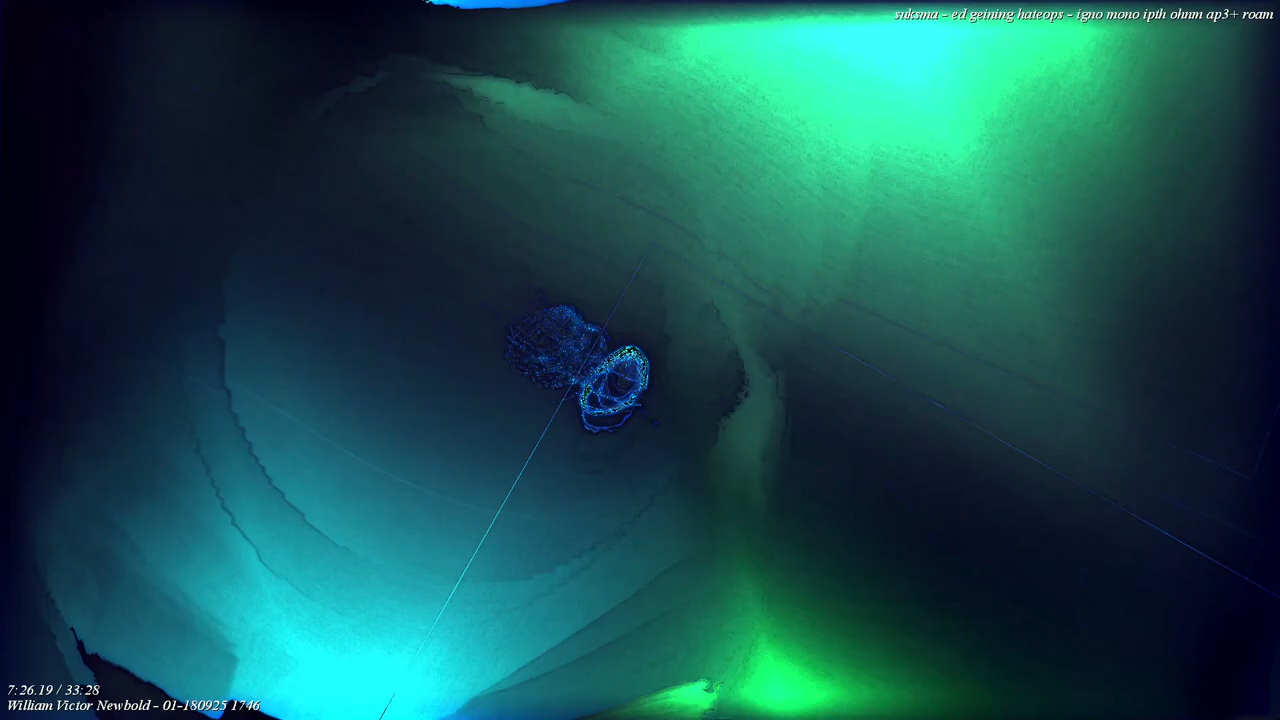 suksma - ed geining hateops - igno mono ipth ohnm ap3+ roam
7:26.19 / 33:28
William Victor Newbold - 01-180925 1746